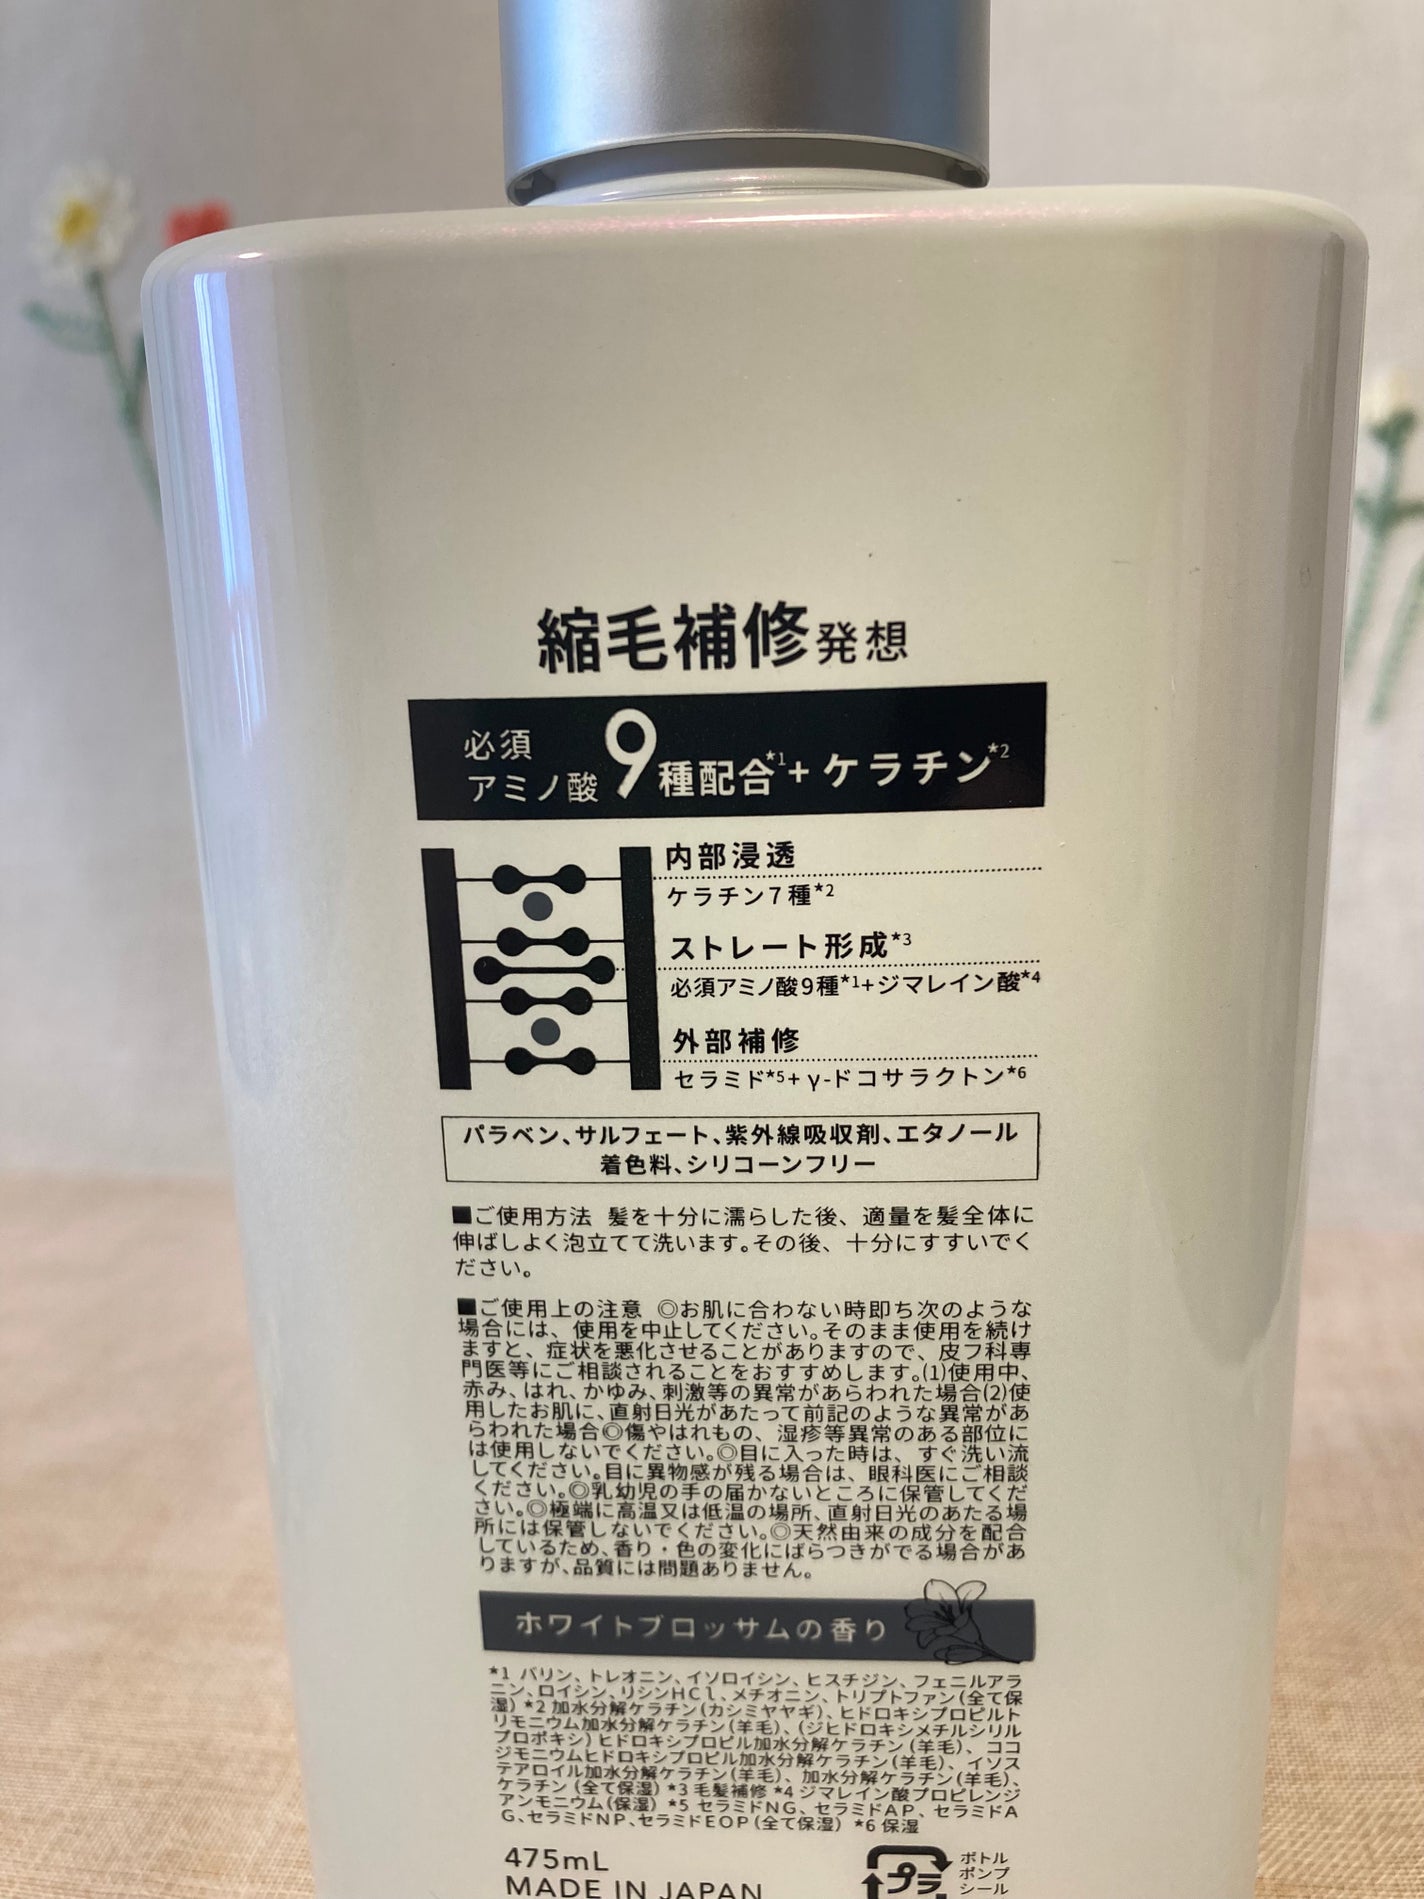 縮毛補修発想
必須
アミノ酸 9種配合*1+ ケラチン*2
内部浸透
ケラチン7種*2
ストレート形成*3
必須アミノ酸9種*1+ジマレイン酸*4
外部補修
セラミド*5+ γ-ドコサラクトン*6
パラベン、サルフェート、紫外線吸収剤、エタノール
着色料、シリコーンフリー
■ご使用方法 髪を十分に濡らした後、適量を髪全体に
伸ばしよく泡立てて洗います。その後、十分にすすいでく
ださい。
■ご使用上の注意 ◎お肌に合わない時即ち次のような
場合には、使用を中止してください。そのまま使用を続け
ますと、症状を悪化させることがありますので、皮フ科専
門医等にご相談されることをおすすめします。(1)使用中、
赤み、はれ、かゆみ、刺激等の異常があらわれた場合(2)使
用したお肌に、直射日光があたって前記のような異常があ
らわれた場合◎傷やはれもの、湿疹等異常のある部位に
は使用しないでください。◎目に入った時は、すぐ洗い流
してください。目に異物感が残る場合は、眼科医にご相談
ください。◎乳幼児の手の届かないところに保管してくだ
さい。◎極端に高温又は低温の場所、直射日光のあたる場
所には保管しないでください。◎天然由来の成分を配合
しているため、香り・色の変化にばらつきがでる場合があ
りますが、品質には問題ありません。
ホワイトブロッサムの香り
*1 バリン、トレオニン、イソロイシン、ヒスチジン、フェニルアラ
ニン、ロイシン、リシンHCl、メチオニン、トリプトファン(全て保
湿) *2 加水分解ケラチン(カシミヤヤギ)、ヒドロキシプロピルト
リモニウム加水分解ケラチン(羊毛)、(ジヒドロキシメチルシリル
プロポキシ)ヒドロキシプロピル加水分解ケラチン(羊毛)、ココ
ジモニウムヒドロキシプロピル加水分解ケラチン(羊毛)、イソス
テアロイル加水分解ケラチン(羊毛)、加水分解ケラチン(羊毛)、
ケラチン(全て保湿) *3 毛髪補修 *4 ジマレイン酸プロピレンジ
アンモニウム(保湿) *5 セラミドNG、セラミドAP、セラミドA
G、セラミドNP、セラミドEOP(全て保湿) *6 保湿
475mL
MADE IN JAPAN
プラ
ボトル
ポンプ
シール